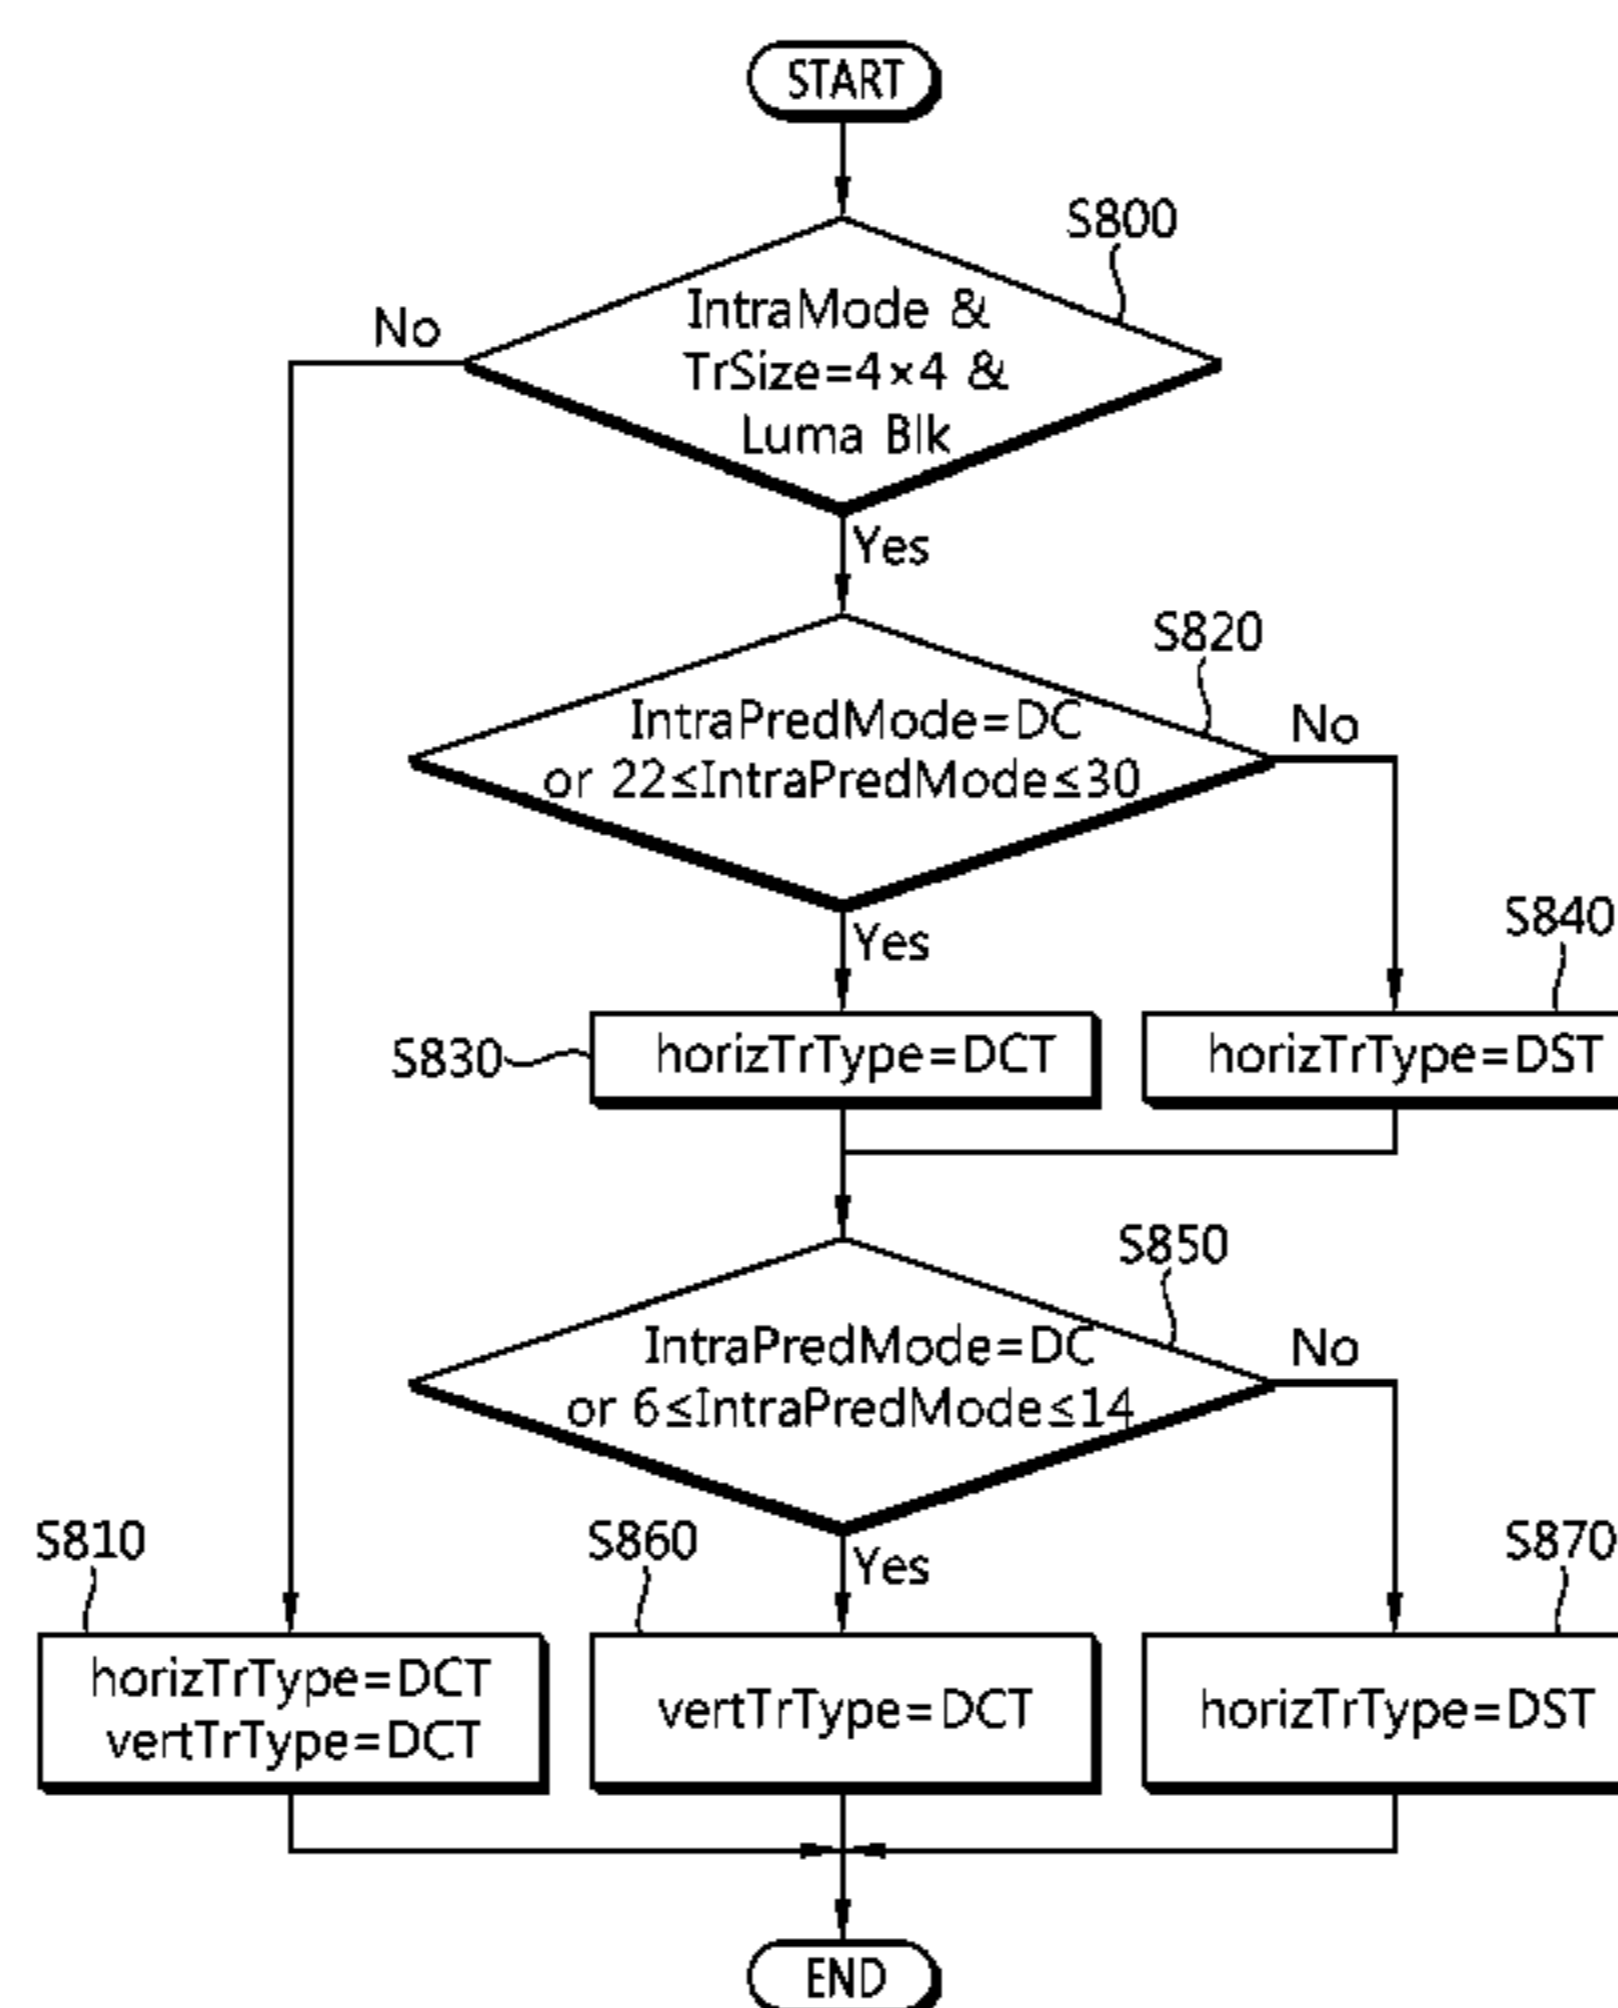 START
S800
IntraMode &
TrSize=4×4 &
Luma Blk
No
Yes
S820
IntraPredMode=DC
or 22≤IntraPredMode≤30
No
Yes
S840
S830
horizTrType=DCT
horizTrType=DST
S850
IntraPredMode=DC
or 6≤IntraPredMode≤14
No
Yes
S810
S860
S870
horizTrType=DCT
vertTrType=DCT
vertTrType=DCT
horizTrType=DST
END